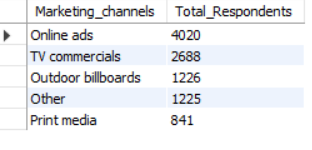 Marketing_channels Total_Respondents
Online ads 4020
TV commercials 2688
Outdoor billboards 1226
Other 1225
Print media 841